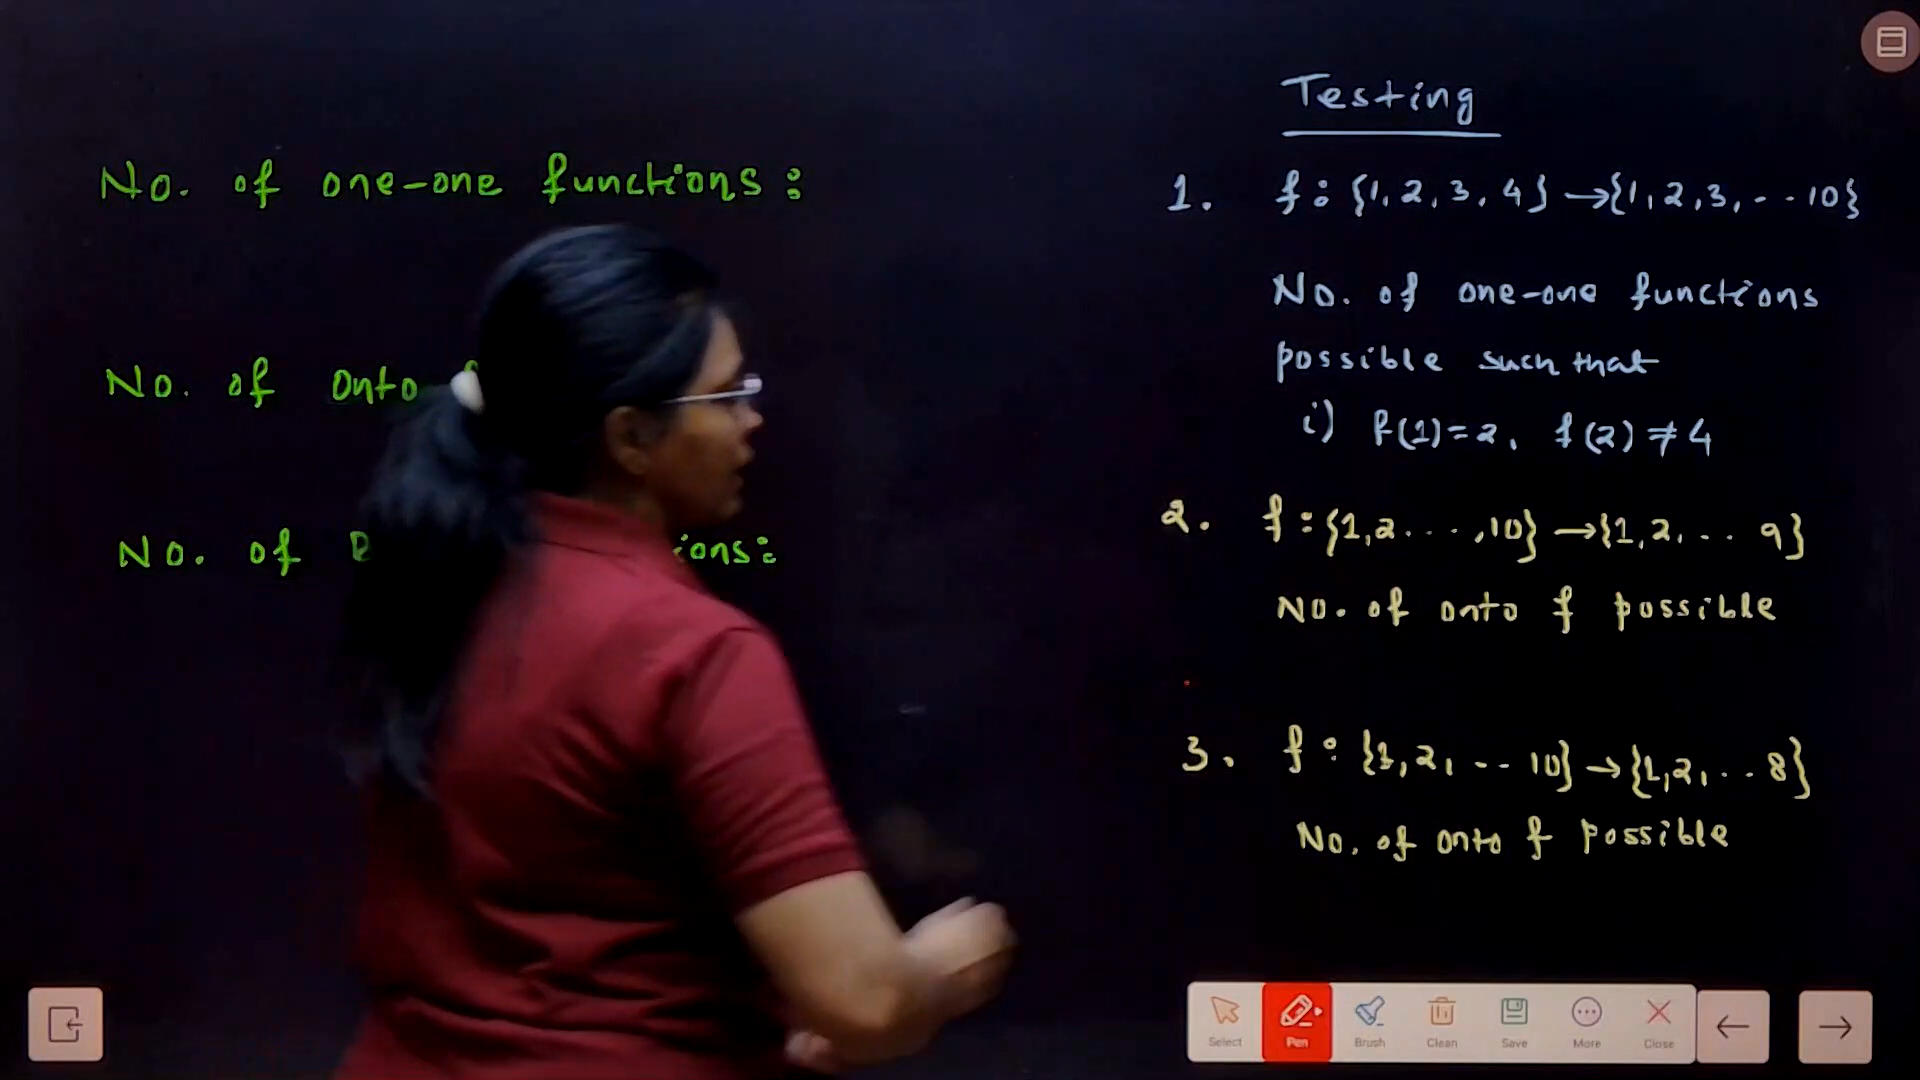 No. of one-one functions :
No. of onto
No. of
ions:
Testing
1. f : {1, 2, 3, 4} → {1, 2, 3, - - 10}
No. of one-one functions
possible such that
i) f(1) = 2, f(2) ≠ 4
2. f : {1, 2 . . . , 10} → {1, 2, . . . 9}
No. of onto f possible
3. f : {1, 2, - - 10} → {1, 2, . . 8}
No. of onto f possible
Select Pen Brush Clean Save More Close